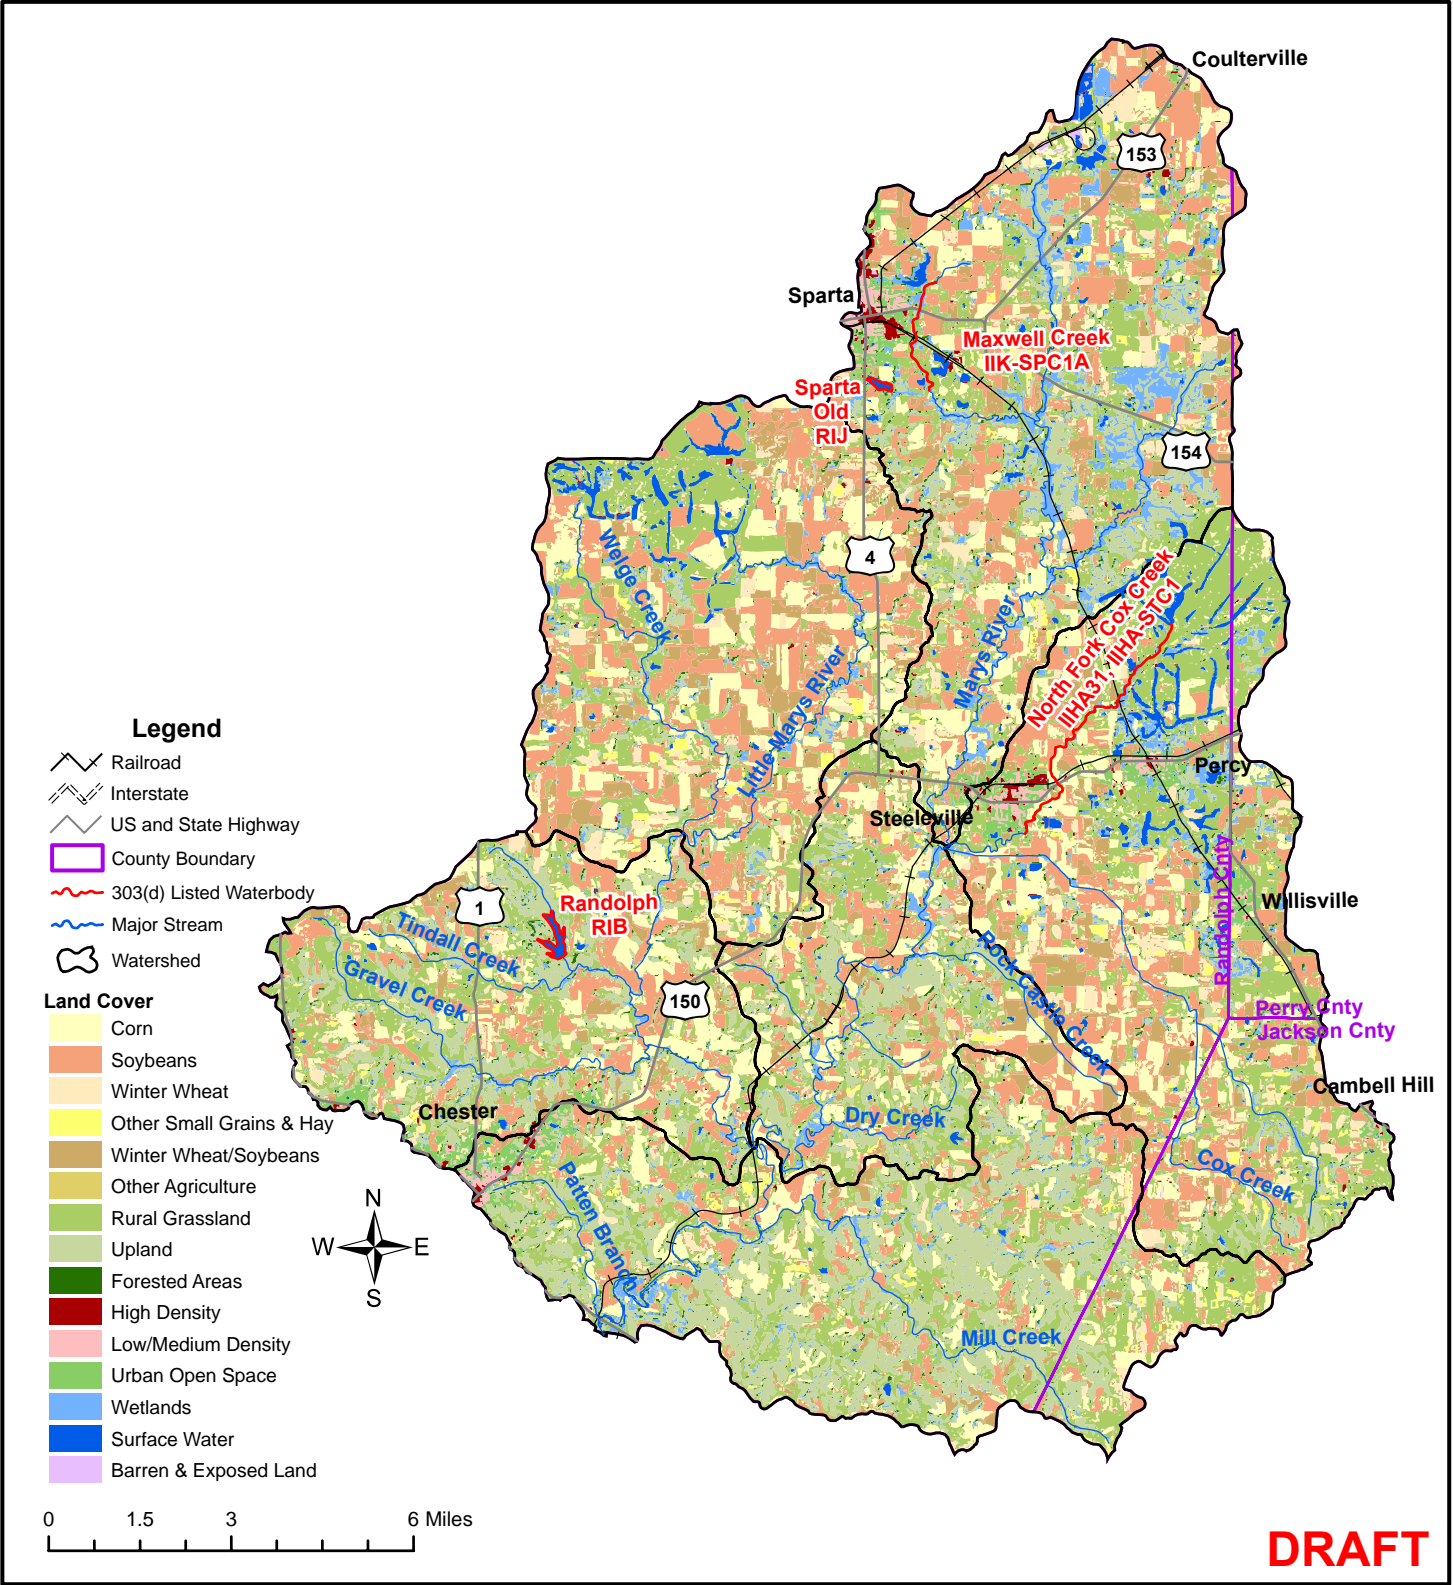 Coulterville
153
Sparta
Maxwell Creek
IIK-SPC1A
Sparta
Old
RIJ
154
4
Welge Creek
North Fork Cox Creek
IIHA31, IIHA-STC1
Marys River
Little Marys River
Percy
Steeleville
Randolph Cnty
Willisville
1
Randolph
RIB
Tindall Creek
Gravel Creek
150
Rock Castle Creek
Perry Cnty
Jackson Cnty
Cambell Hill
Chester
Dry Creek
Cox Creek
Patten Branch
Mill Creek
Legend
Railroad
Interstate
US and State Highway
County Boundary
303(d) Listed Waterbody
Major Stream
Watershed
Land Cover
Corn
Soybeans
Winter Wheat
Other Small Grains & Hay
Winter Wheat/Soybeans
Other Agriculture
Rural Grassland
Upland
Forested Areas
High Density
Low/Medium Density
Urban Open Space
Wetlands
Surface Water
Barren & Exposed Land
N
W E
S
0 1.5 3 6 Miles
DRAFT